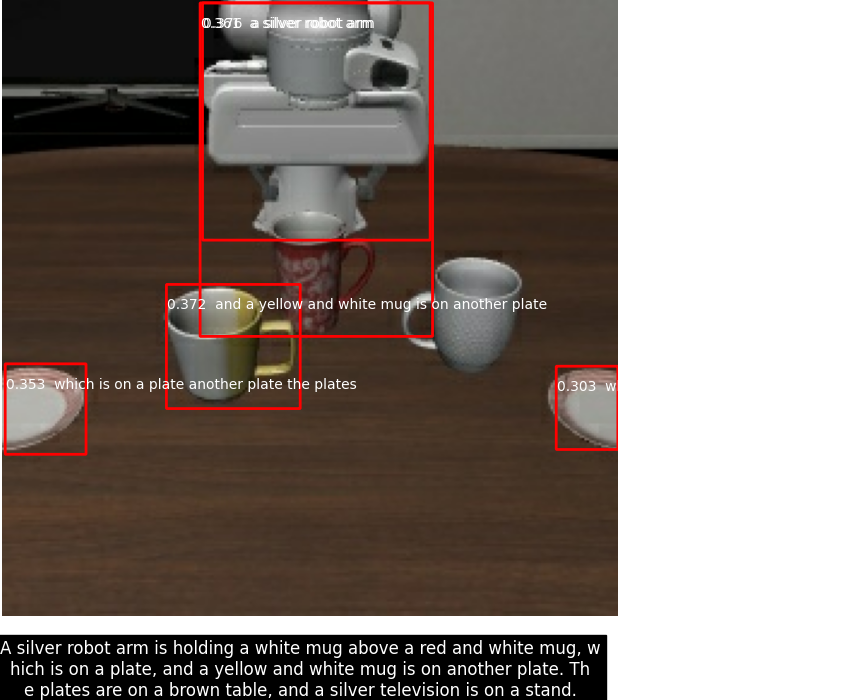 a silver robot arm
0.372 and a yellow and white mug is on another plate
0.353 which is on a plate another plate the plates
0.303 w
A silver robot arm is holding a white mug above a red and white mug, w
hich is on a plate, and a yellow and white mug is on another plate. Th
e plates are on a brown table, and a silver television is on a stand.